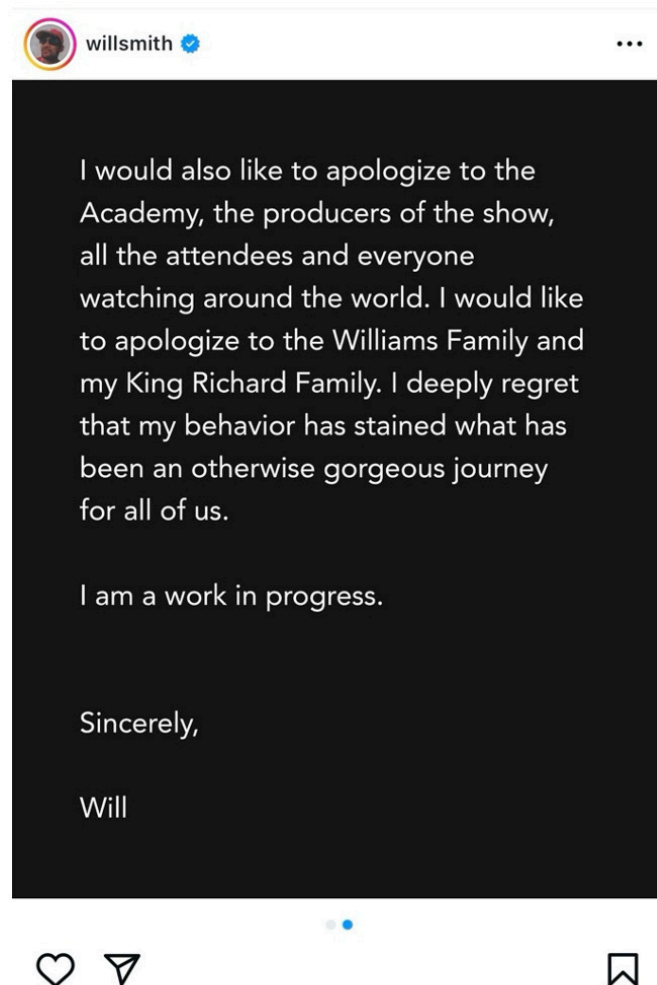 willsmith
I would also like to apologize to the
Academy, the producers of the show,
all the attendees and everyone
watching around the world. I would like
to apologize to the Williams Family and
my King Richard Family. I deeply regret
that my behavior has stained what has
been an otherwise gorgeous journey
for all of us.
I am a work in progress.
Sincerely,
Will